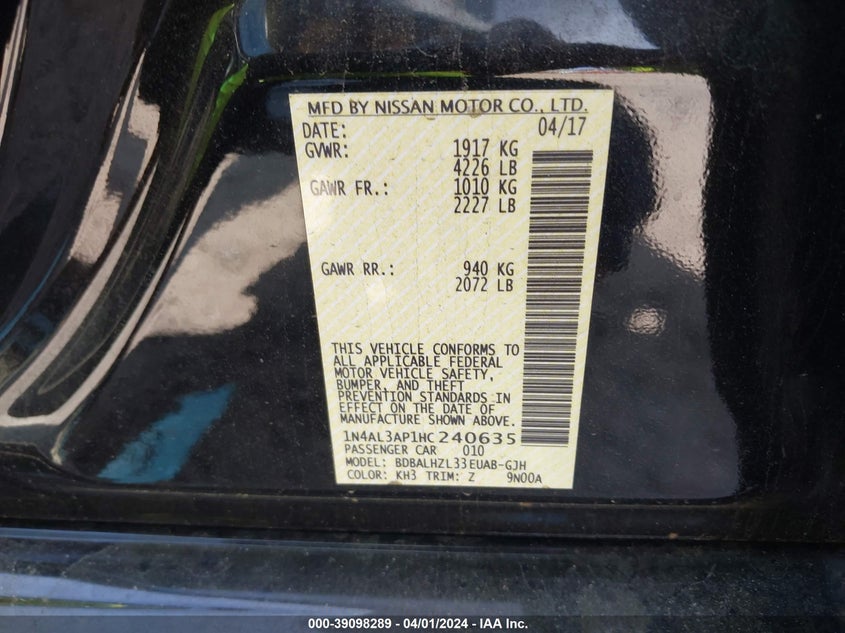 MFD BY NISSAN MOTOR CO., LTD.
DATE: 04/17
GVWR: 1917 KG
4226 LB
GAWR FR.: 1010 KG
2227 LB
GAWR RR.: 940 KG
2072 LB
THIS VEHICLE CONFORMS TO
ALL APPLICABLE FEDERAL
MOTOR VEHICLE SAFETY,
BUMPER, AND THEFT
PREVENTION STANDARDS IN
EFFECT ON THE DATE OF
MANUFACTURE SHOWN ABOVE.
1N4AL3AP1HC240635
PASSENGER CAR 010
MODEL: BDBALHZL33EUAB-GJH
COLOR: KH3 TRIM: Z 9N00A
000-39098289 - 04/01/2024 - IAA Inc.